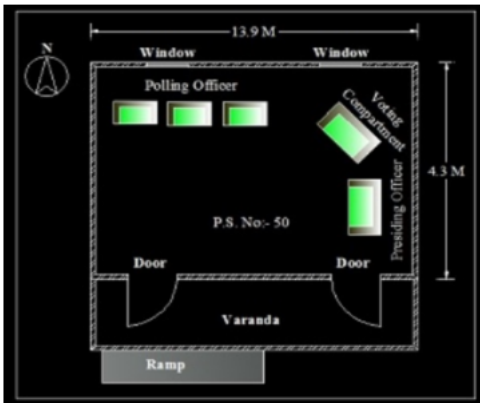 13.9 M
N
Window
Window
Polling Officer
Voting
Compartment
4.3 M
Presiding Officer
P.S. No:- 50
Door
Door
Varanda
Ramp